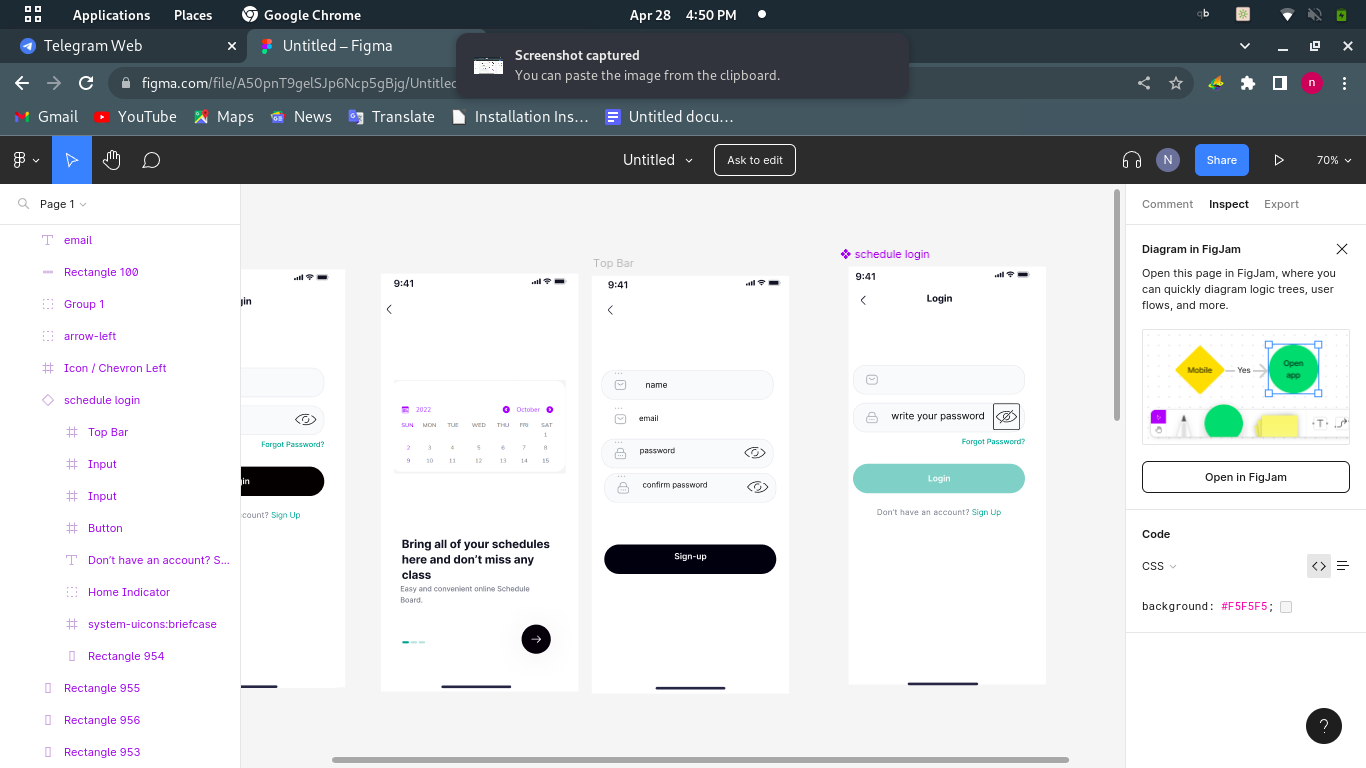 Applications Places Google Chrome Apr 28 4:50 PM qb
Telegram Web Untitled – Figma
Screenshot captured
You can paste the image from the clipboard.
figma.com/file/A50pnT9gelSJp6Ncp5gBjg/Untitled n
Gmail YouTube Maps News Translate Installation Ins... Untitled docu...
Untitled Ask to edit N Share 70%
Page 1
email
Rectangle 100
Group 1
arrow-left
Icon / Chevron Left
schedule login
Top Bar
Input
Input
Button
Don't have an account? S...
Home Indicator
system-uicons:briefcase
Rectangle 954
Rectangle 955
Rectangle 956
Rectangle 953
gin
Forgot Password?
gin
count? Sign Up
9:41
2022 October
SUN MON TUE WED THU FRI SAT
1
2 3 4 5 6 7 8
9 10 11 12 13 14 15
Bring all of your schedules
here and don't miss any
class
Easy and convenient online Schedule
Board.
Top Bar
9:41
name
email
password
confirm password
Sign-up
schedule login
9:41
Login
write your password
Forgot Password?
Login
Don't have an account? Sign Up
Comment Inspect Export
Diagram in FigJam
Open this page in FigJam, where you
can quickly diagram logic trees, user
flows, and more.
Mobile Yes Open
app
T
Open in FigJam
Code
CSS
background: #F5F5F5;
?